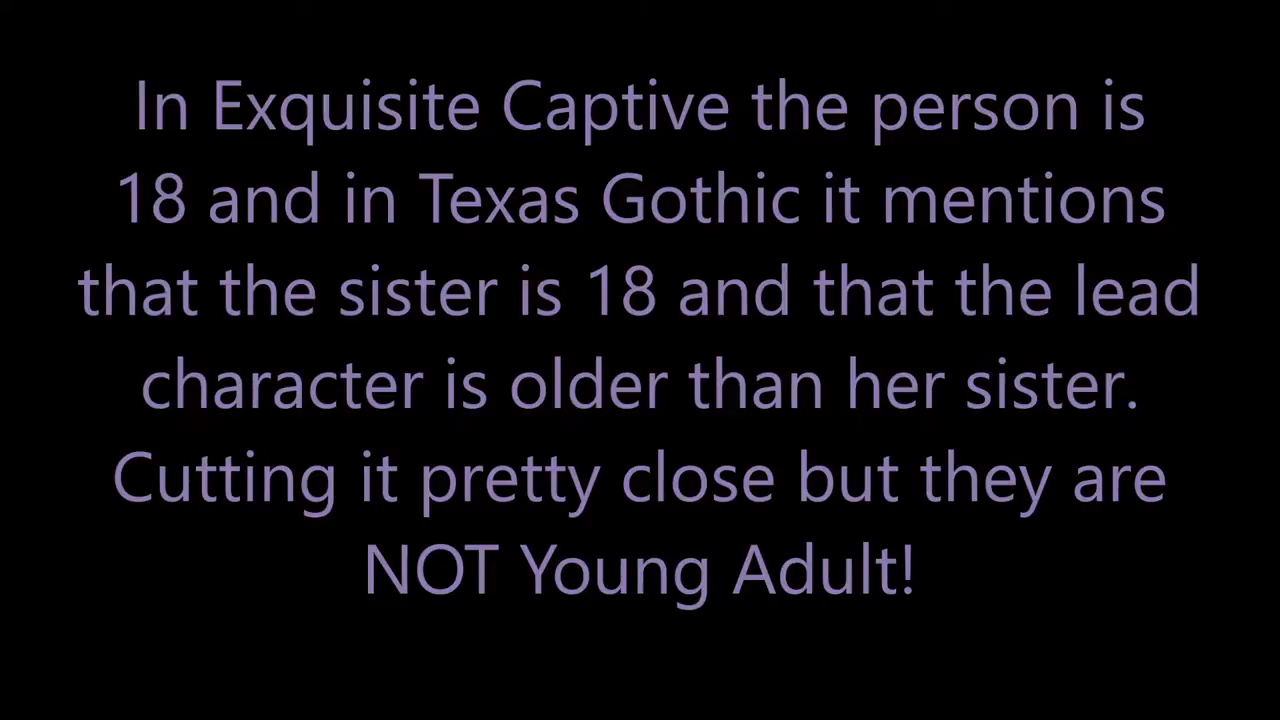 In Exquisite Captive the person is
18 and in Texas Gothic it mentions
that the sister is 18 and that the lead
character is older than her sister.
Cutting it pretty close but they are
NOT Young Adult!